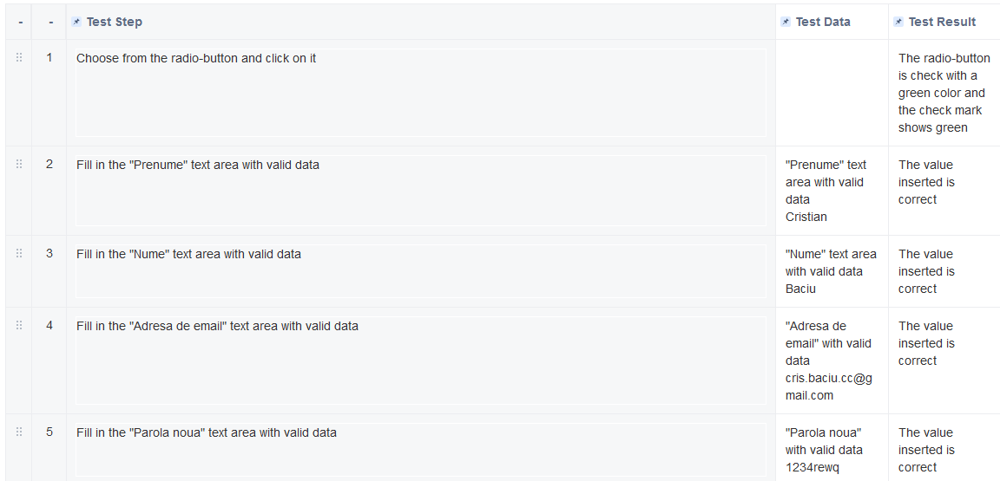 - - Test Step Test Data Test Result
1 Choose from the radio-button and click on it The radio-button
is check with a
green color and
the check mark
shows green
2 Fill in the "Prenume" text area with valid data "Prenume" text The value
area with valid inserted is
data correct
Cristian
3 Fill in the "Nume" text area with valid data "Nume" text area The value
with valid data inserted is
Baciu correct
4 Fill in the "Adresa de email" text area with valid data "Adresa de The value
email" with valid inserted is
data correct
cris.baciu.cc@g
mail.com
5 Fill in the "Parola noua" text area with valid data "Parola noua" The value
with valid data inserted is
1234rewq correct